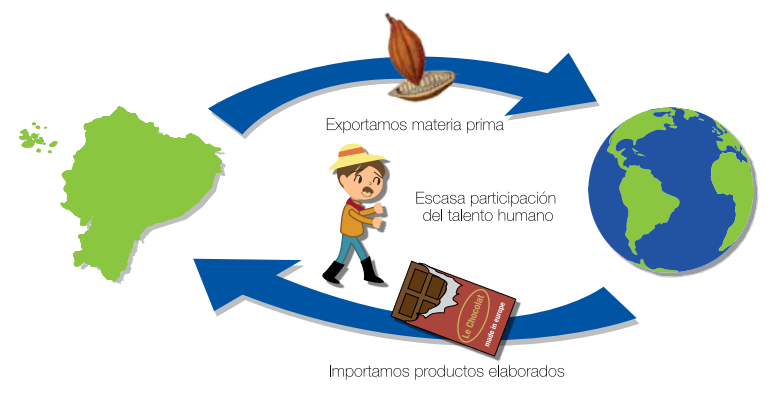 Exportamos materia prima
Escasa participación
del talento humano
Le Chocolat
made in europe
Importamos productos elaborados